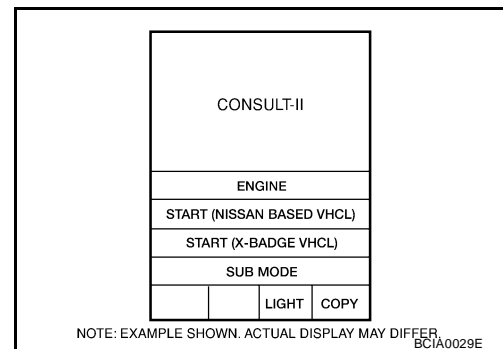 CONSULT-II
ENGINE
START (NISSAN BASED VHCL)
START (X-BADGE VHCL)
SUB MODE
LIGHT COPY
NOTE: EXAMPLE SHOWN. ACTUAL DISPLAY MAY DIFFER.
BCIA0029E